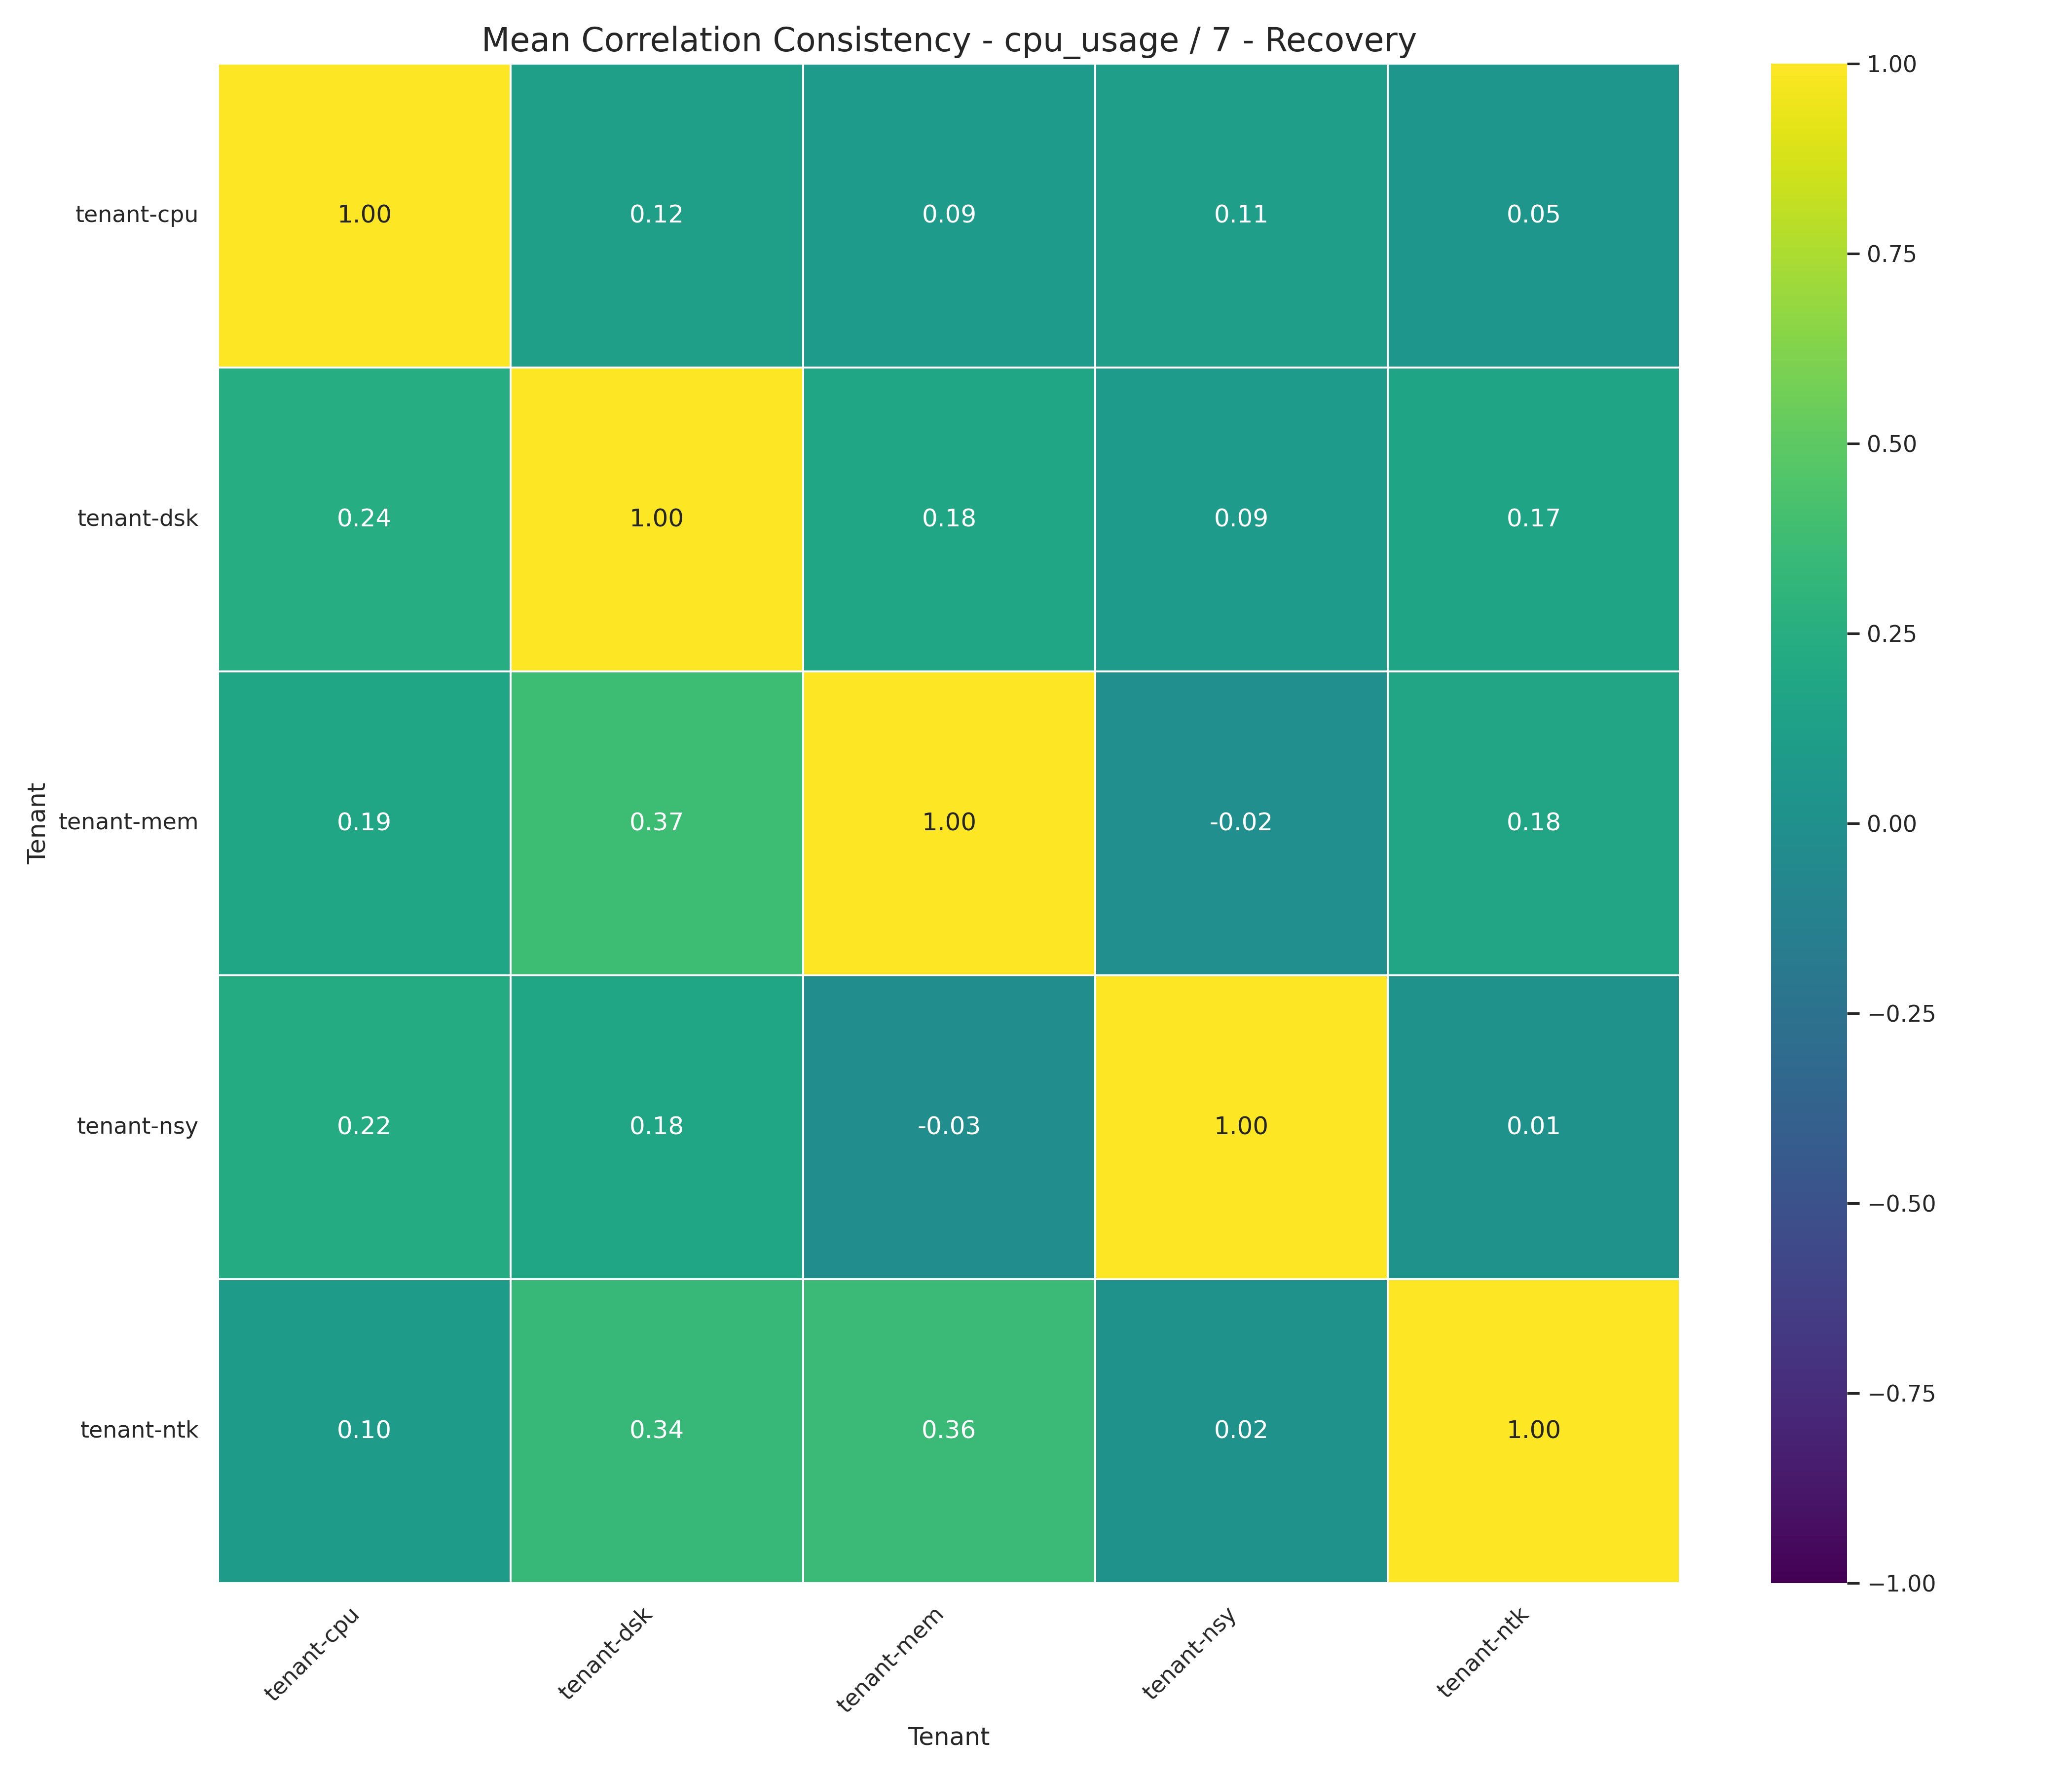 Mean Correlation Consistency - cpu_usage / 7 - Recovery
Tenant
tenant-cpu 1.00 0.12 0.09 0.11 0.05
tenant-dsk 0.24 1.00 0.18 0.09 0.17
tenant-mem 0.19 0.37 1.00 -0.02 0.18
tenant-nsy 0.22 0.18 -0.03 1.00 0.01
tenant-ntk 0.10 0.34 0.36 0.02 1.00
tenant-cpu tenant-dsk tenant-mem tenant-nsy tenant-ntk
Tenant
1.00
0.75
0.50
0.25
0.00
−0.25
−0.50
−0.75
−1.00